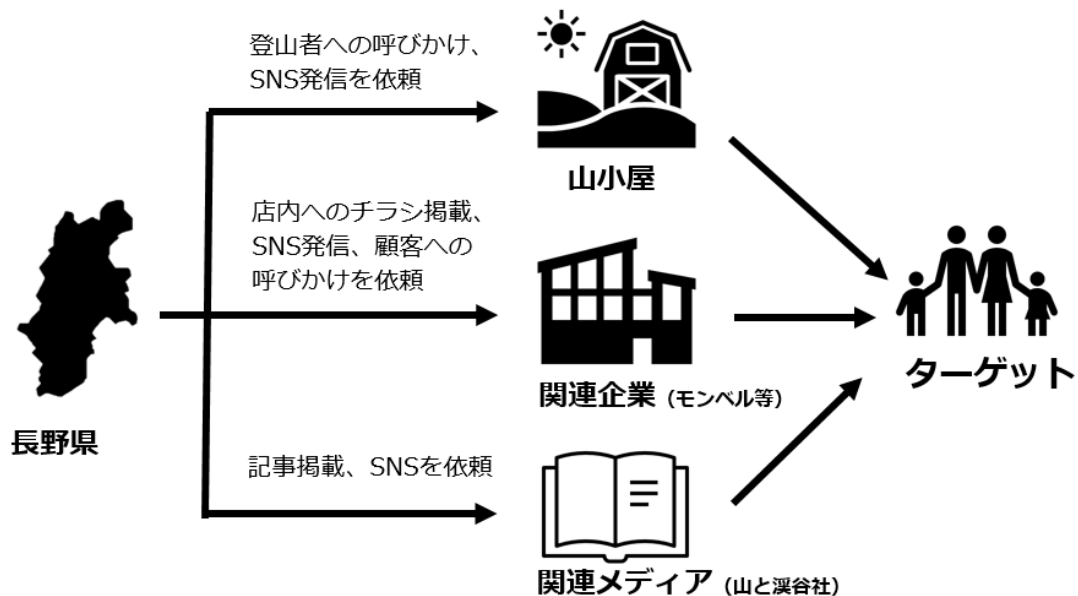 登山者への呼びかけ、
SNS発信を依頼
山小屋
店内へのチラシ掲載、
SNS発信、顧客への
呼びかけを依頼
関連企業（モンベル等）
ターゲット
長野県
記事掲載、SNSを依頼
関連メディア（山と渓谷社）